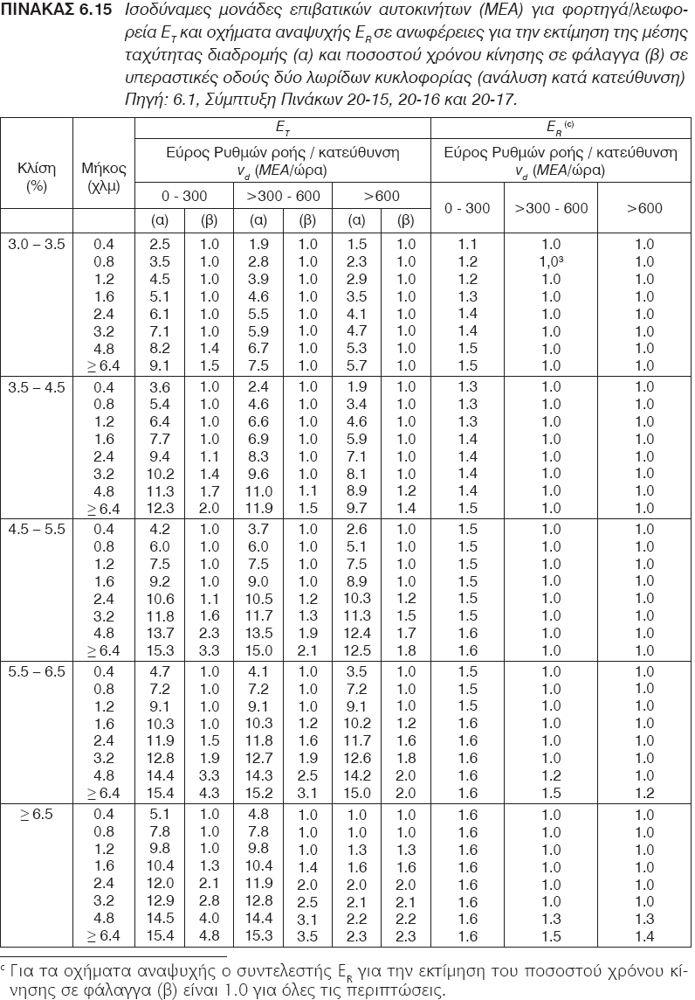 ΠΙΝΑΚΑΣ 6.15 Ισοδύναμες μονάδες επιβατικών αυτοκινήτων (ΜΕΑ) για φορτηγά/λεωφο-
ρεία E_T και οχήματα αναψυχής E_R σε ανωφέρειες για την εκτίμηση της μέσης
ταχύτητας διαδρομής (α) και ποσοστού χρόνου κίνησης σε φάλαγγα (β) σε
υπεραστικές οδούς δύο λωρίδων κυκλοφορίας (ανάλυση κατά κατεύθυνση)
Πηγή: 6.1, Σύμπτυξη Πινάκων 20-15, 20-16 και 20-17.
E_T E_R (c)
Κλίση (%) Μήκος (χλμ) Εύρος Ρυθμών ροής / κατεύθυνση Εύρος Ρυθμών ροής / κατεύθυνση
v_d (ΜΕΑ/ώρα) v_d (ΜΕΑ/ώρα)
0 - 300 >300 - 600 >600 0 - 300 >300 - 600 >600
(α) (β) (α) (β) (α) (β)
3.0 – 3.5 0.4 2.5 1.0 1.9 1.0 1.5 1.0 1.1 1.0 1.0
0.8 3.5 1.0 2.8 1.0 2.3 1.0 1.2 1,0³ 1.0
1.2 4.5 1.0 3.9 1.0 2.9 1.0 1.2 1.0 1.0
1.6 5.1 1.0 4.6 1.0 3.5 1.0 1.3 1.0 1.0
2.4 6.1 1.0 5.5 1.0 4.1 1.0 1.4 1.0 1.0
3.2 7.1 1.0 5.9 1.0 4.7 1.0 1.4 1.0 1.0
4.8 8.2 1.4 6.7 1.0 5.3 1.0 1.5 1.0 1.0
≥ 6.4 9.1 1.5 7.5 1.0 5.7 1.0 1.5 1.0 1.0
3.5 – 4.5 0.4 3.6 1.0 2.4 1.0 1.9 1.0 1.3 1.0 1.0
0.8 5.4 1.0 4.6 1.0 3.4 1.0 1.3 1.0 1.0
1.2 6.4 1.0 6.6 1.0 4.6 1.0 1.3 1.0 1.0
1.6 7.7 1.0 6.9 1.0 5.9 1.0 1.4 1.0 1.0
2.4 9.4 1.1 8.3 1.0 7.1 1.0 1.4 1.0 1.0
3.2 10.2 1.4 9.6 1.0 8.1 1.0 1.4 1.0 1.0
4.8 11.3 1.7 11.0 1.1 8.9 1.2 1.4 1.0 1.0
≥ 6.4 12.3 2.0 11.9 1.5 9.7 1.4 1.5 1.0 1.0
4.5 – 5.5 0.4 4.2 1.0 3.7 1.0 2.6 1.0 1.5 1.0 1.0
0.8 6.0 1.0 6.0 1.0 5.1 1.0 1.5 1.0 1.0
1.2 7.5 1.0 7.5 1.0 7.5 1.0 1.5 1.0 1.0
1.6 9.2 1.0 9.0 1.0 8.9 1.0 1.5 1.0 1.0
2.4 10.6 1.1 10.5 1.2 10.3 1.2 1.5 1.0 1.0
3.2 11.8 1.6 11.7 1.3 11.3 1.5 1.5 1.0 1.0
4.8 13.7 2.3 13.5 1.9 12.4 1.7 1.6 1.0 1.0
≥ 6.4 15.3 3.3 15.0 2.1 12.5 1.8 1.6 1.0 1.0
5.5 – 6.5 0.4 4.7 1.0 4.1 1.0 3.5 1.0 1.5 1.0 1.0
0.8 7.2 1.0 7.2 1.0 7.2 1.0 1.5 1.0 1.0
1.2 9.1 1.0 9.1 1.0 9.1 1.0 1.5 1.0 1.0
1.6 10.3 1.0 10.3 1.2 10.2 1.2 1.6 1.0 1.0
2.4 11.9 1.5 11.8 1.6 11.7 1.6 1.6 1.0 1.0
3.2 12.8 1.9 12.7 1.9 12.6 1.8 1.6 1.0 1.0
4.8 14.4 3.3 14.3 2.5 14.2 2.0 1.6 1.2 1.0
≥ 6.4 15.4 4.3 15.2 3.1 15.0 2.0 1.6 1.5 1.2
≥ 6.5 0.4 5.1 1.0 4.8 1.0 1.0 1.0 1.6 1.0 1.0
0.8 7.8 1.0 7.8 1.0 1.0 1.0 1.6 1.0 1.0
1.2 9.8 1.0 9.8 1.0 1.3 1.3 1.6 1.0 1.0
1.6 10.4 1.3 10.4 1.4 1.6 1.6 1.6 1.0 1.0
2.4 12.0 2.1 11.9 2.0 2.0 2.0 1.6 1.0 1.0
3.2 12.9 2.8 12.8 2.5 2.1 2.1 1.6 1.0 1.0
4.8 14.5 4.0 14.4 3.1 2.2 2.2 1.6 1.3 1.3
≥ 6.4 15.4 4.8 15.3 3.5 2.3 2.3 1.6 1.5 1.4
c Για τα οχήματα αναψυχής ο συντελεστής E_R για την εκτίμηση του ποσοστού χρόνου κί-
νησης σε φάλαγγα (β) είναι 1.0 για όλες τις περιπτώσεις.